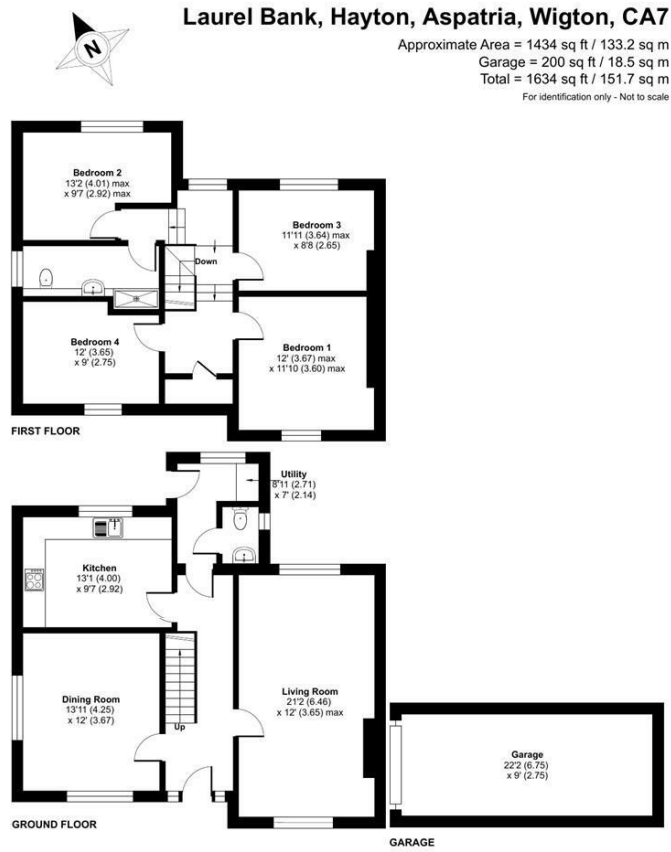 Laurel Bank, Hayton, Aspatria, Wigton, CA7
Approximate Area = 1434 sq ft / 133.2 sq m
Garage = 200 sq ft / 18.5 sq m
Total = 1634 sq ft / 151.7 sq m
For identification only - Not to scale
N
Bedroom 2
13'2 (4.01) max
x 9'7 (2.92) max
Bedroom 3
11'11 (3.64) max
x 8'8 (2.65)
Down
Bedroom 4
12' (3.65)
x 9' (2.75)
Bedroom 1
12' (3.67) max
x 11'10 (3.60) max
FIRST FLOOR
Utility
8'11 (2.71)
x 7' (2.14)
Kitchen
13'1 (4.00)
x 9'7 (2.92)
Dining Room
13'11 (4.25)
x 12' (3.67)
Up
Living Room
21'2 (6.46)
x 12' (3.65) max
Garage
22'2 (6.75)
x 9' (2.75)
GROUND FLOOR
GARAGE